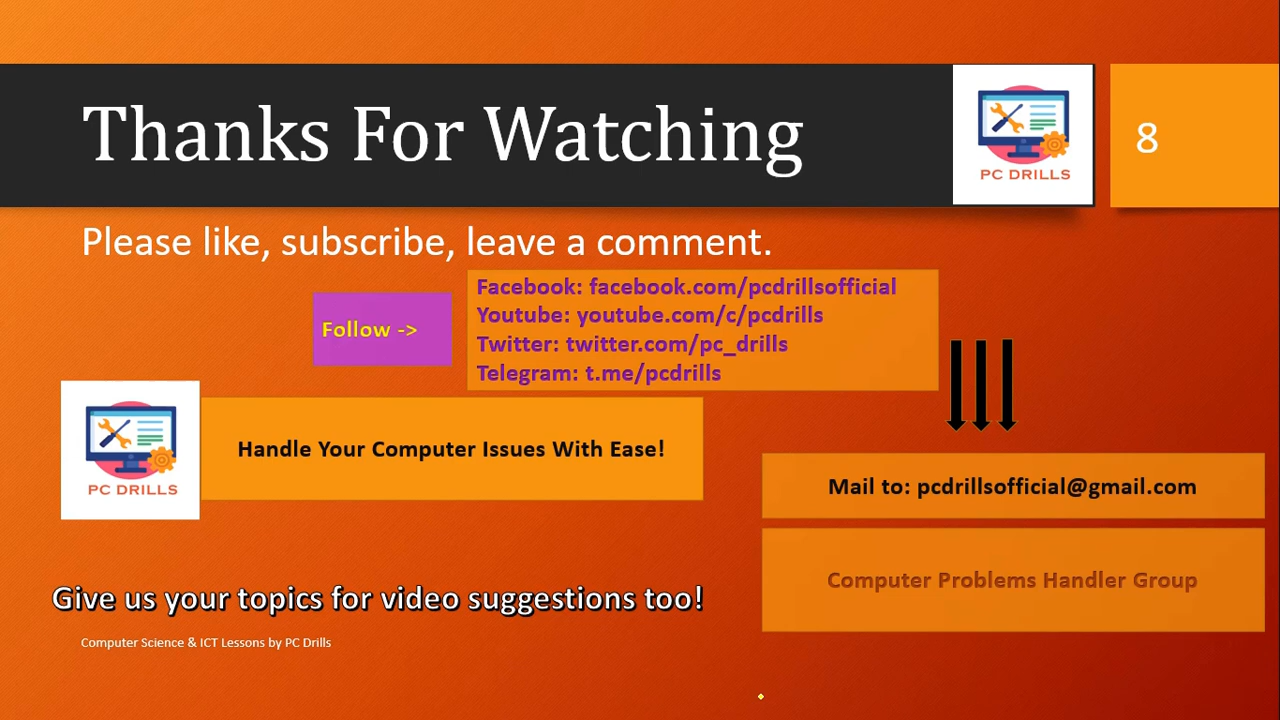 Thanks For Watching
PC DRILLS
8
Please like, subscribe, leave a comment.
Follow ->
Facebook: facebook.com/pcdrillsofficial
Youtube: youtube.com/c/pcdrills
Twitter: twitter.com/pc_drills
Telegram: t.me/pcdrills
PC DRILLS
Handle Your Computer Issues With Ease!
Mail to: pcdrillsofficial@gmail.com
Computer Problems Handler Group
Give us your topics for video suggestions too!
Computer Science & ICT Lessons by PC Drills